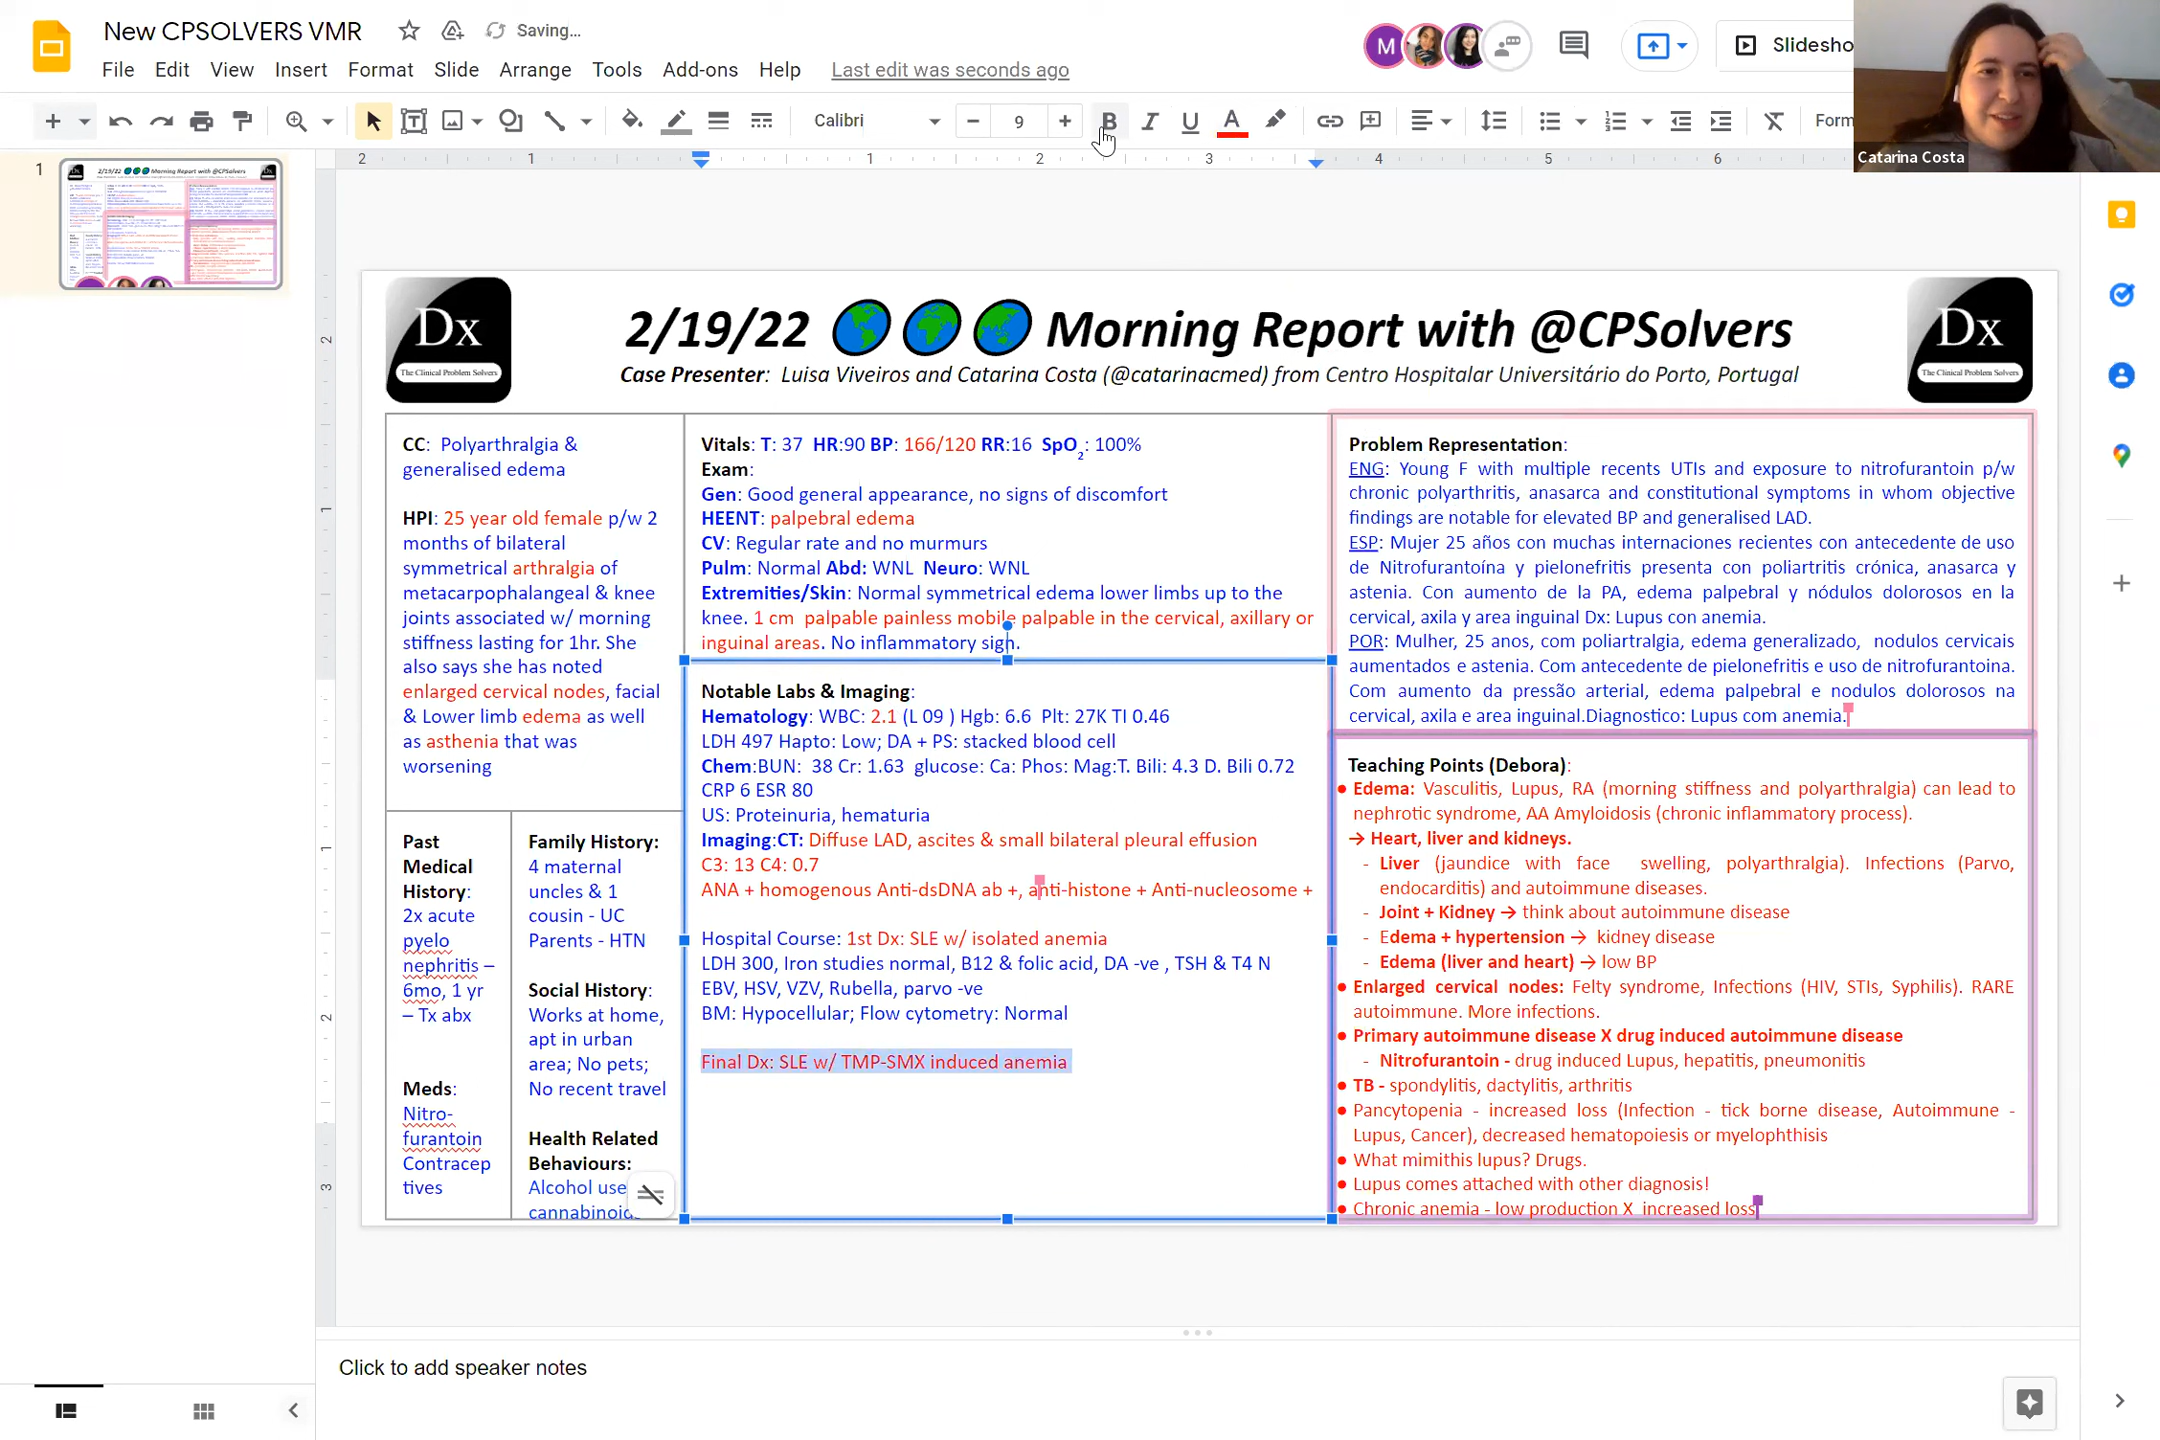 New CPSOLVERS VMR
Saving...
File Edit View Insert Format Slide Arrange Tools Add-ons Help Last edit was seconds ago
M
Slidesho
Calibri 9 B I U A Form
Catarina Costa
2 1 1 2 3 4 5 6
1
2/19/22 Morning Report with @CPSolvers
Case Presenter: Luisa Viveiros and Catarina Costa (@catarinacmed) from Centro Hospitalar Universitário do Porto, Portugal
Dx
The Clinical Problem Solvers
Dx
The Clinical Problem Solvers
CC: Polyarthralgia &
generalised edema
HPI: 25 year old female p/w 2
months of bilateral
symmetrical arthralgia of
metacarpophalangeal & knee
joints associated w/ morning
stiffness lasting for 1hr. She
also says she has noted
enlarged cervical nodes, facial
& Lower limb edema as well
as asthenia that was
worsening
Past
Medical
History:
2x acute
pyelo
nephritis –
6mo, 1 yr
– Tx abx
Meds:
Nitro-
furantoin
Contracep
tives
Family History:
4 maternal
uncles & 1
cousin - UC
Parents - HTN
Social History:
Works at home,
apt in urban
area; No pets;
No recent travel
Health Related
Behaviours:
Alcohol use
cannabinoid
Vitals: T: 37 HR:90 BP: 166/120 RR:16 SpO2: 100%
Exam:
Gen: Good general appearance, no signs of discomfort
HEENT: palpebral edema
CV: Regular rate and no murmurs
Pulm: Normal Abd: WNL Neuro: WNL
Extremities/Skin: Normal symmetrical edema lower limbs up to the
knee. 1 cm palpable painless mobile palpable in the cervical, axillary or
inguinal areas. No inflammatory sign.
Notable Labs & Imaging:
Hematology: WBC: 2.1 (L 09 ) Hgb: 6.6 Plt: 27K TI 0.46
LDH 497 Hapto: Low; DA + PS: stacked blood cell
Chem:BUN: 38 Cr: 1.63 glucose: Ca: Phos: Mag:T. Bili: 4.3 D. Bili 0.72
CRP 6 ESR 80
US: Proteinuria, hematuria
Imaging:CT: Diffuse LAD, ascites & small bilateral pleural effusion
C3: 13 C4: 0.7
ANA + homogenous Anti-dsDNA ab +, anti-histone + Anti-nucleosome +
Hospital Course: 1st Dx: SLE w/ isolated anemia
LDH 300, Iron studies normal, B12 & folic acid, DA -ve , TSH & T4 N
EBV, HSV, VZV, Rubella, parvo -ve
BM: Hypocellular; Flow cytometry: Normal
Final Dx: SLE w/ TMP-SMX induced anemia
Problem Representation:
ENG: Young F with multiple recents UTIs and exposure to nitrofurantoin p/w
chronic polyarthritis, anasarca and constitutional symptoms in whom objective
findings are notable for elevated BP and generalised LAD.
ESP: Mujer 25 años con muchas internaciones recientes con antecedente de uso
de Nitrofurantoína y pielonefritis presenta con poliartritis crónica, anasarca y
astenia. Con aumento de la PA, edema palpebral y nódulos dolorosos en la
cervical, axila y area inguinal Dx: Lupus con anemia.
POR: Mulher, 25 anos, com poliartralgia, edema generalizado, nodulos cervicais
aumentados e astenia. Com antecedente de pielonefritis e uso de nitrofurantoina.
Com aumento da pressão arterial, edema palpebral e nodulos dolorosos na
cervical, axila e area inguinal.Diagnostico: Lupus com anemia.
Teaching Points (Debora):
● Edema: Vasculitis, Lupus, RA (morning stiffness and polyarthralgia) can lead to
nephrotic syndrome, AA Amyloidosis (chronic inflammatory process).
→ Heart, liver and kidneys.
- Liver (jaundice with face swelling, polyarthralgia). Infections (Parvo,
endocarditis) and autoimmune diseases.
- Joint + Kidney → think about autoimmune disease
- Edema + hypertension → kidney disease
- Edema (liver and heart) → low BP
● Enlarged cervical nodes: Felty syndrome, Infections (HIV, STIs, Syphilis). RARE
autoimmune. More infections.
● Primary autoimmune disease X drug induced autoimmune disease
- Nitrofurantoin - drug induced Lupus, hepatitis, pneumonitis
● TB - spondylitis, dactylitis, arthritis
● Pancytopenia - increased loss (Infection - tick borne disease, Autoimmune -
Lupus, Cancer), decreased hematopoiesis or myelophthisis
● What mimithis lupus? Drugs.
● Lupus comes attached with other diagnosis!
● Chronic anemia - low production X increased loss
Click to add speaker notes